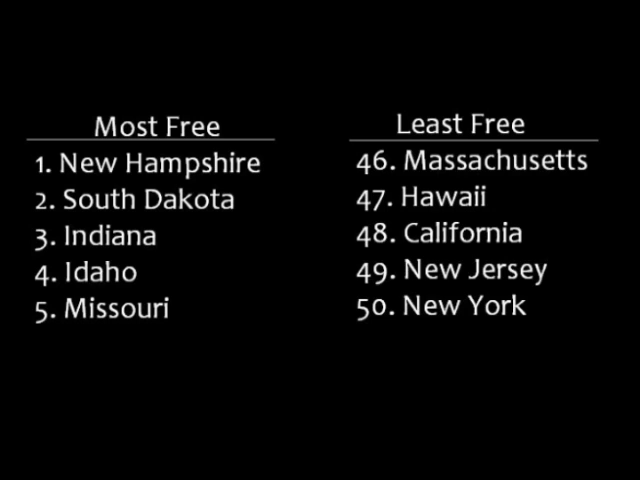 Most Free
1. New Hampshire
2. South Dakota
3. Indiana
4. Idaho
5. Missouri
Least Free
46. Massachusetts
47. Hawaii
48. California
49. New Jersey
50. New York